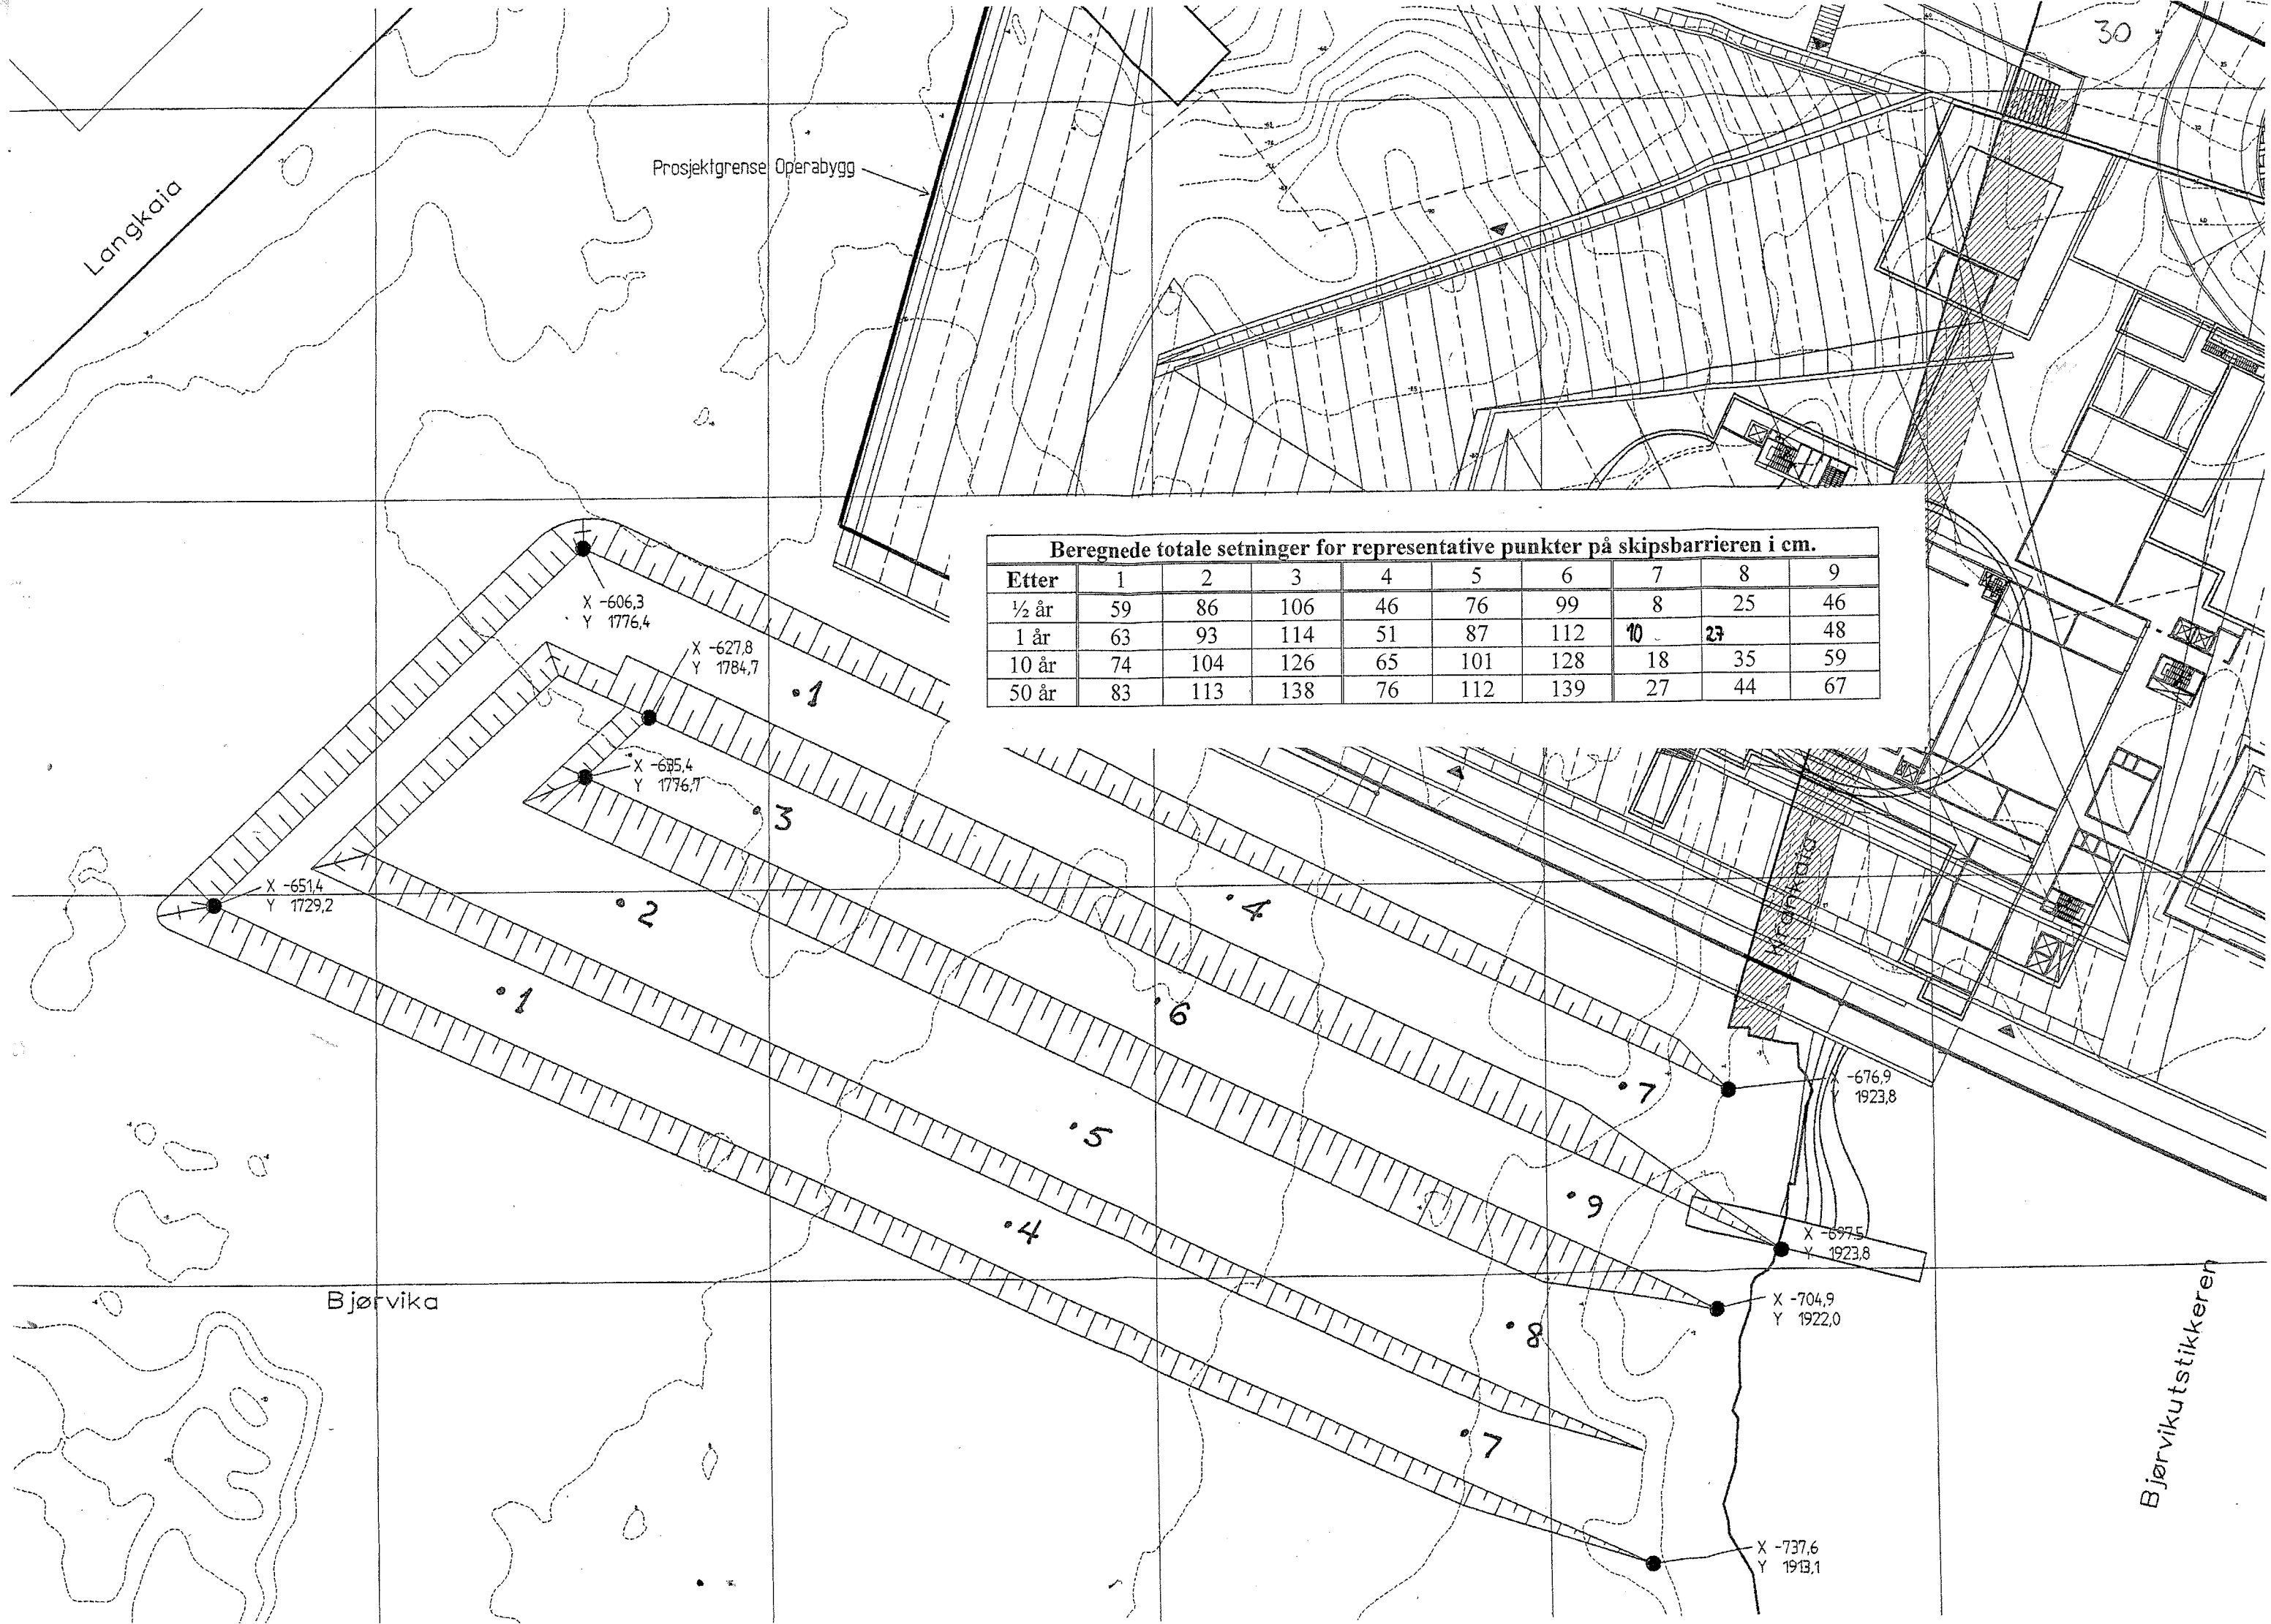 30
Langkaia
Prosjektgrense Operabygg
Beregnede totale setninger for representative punkter på skipsbarrieren i cm.
Etter 1 2 3 4 5 6 7 8 9
½ år 59 86 106 46 76 99 8 25 46
1 år 63 93 114 51 87 112 10 27 48
10 år 74 104 126 65 101 128 18 35 59
50 år 83 113 138 76 112 139 27 44 67
X -606,3
Y 1776,4
X -627,8
Y 1784,7
1
X -635,4
Y 1776,7
3
X -651,4
Y 1729,2
2
4
Krankaia
1
6
X -676,9
Y 1923,8
7
5
9
4
X -697,5
Y 1923,8
Bjørvika
X -704,9
Y 1922,0
8
Bjørvikutstikkeren
7
X -737,6
Y 1913,1